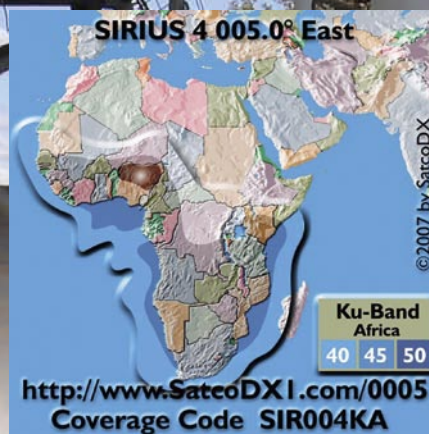 SIRIUS 4 005.0° East
©2007 by SatcoDX
Ku-Band
Africa
40 45 50
http://www.SatcoDX1.com/0005
Coverage Code SIR004KA